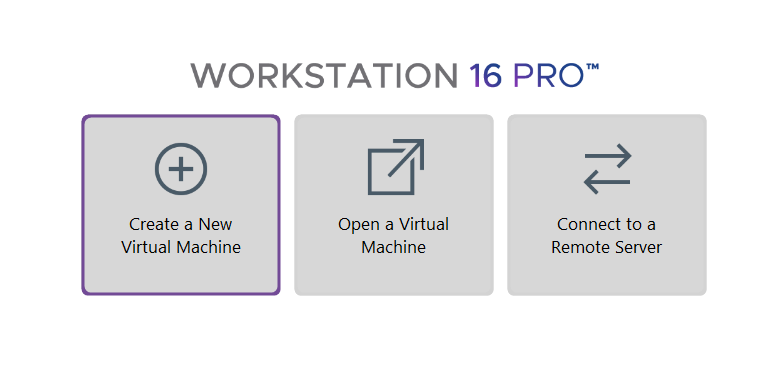 WORKSTATION 16 PRO™
Create a New
Virtual Machine
Open a Virtual
Machine
Connect to a
Remote Server